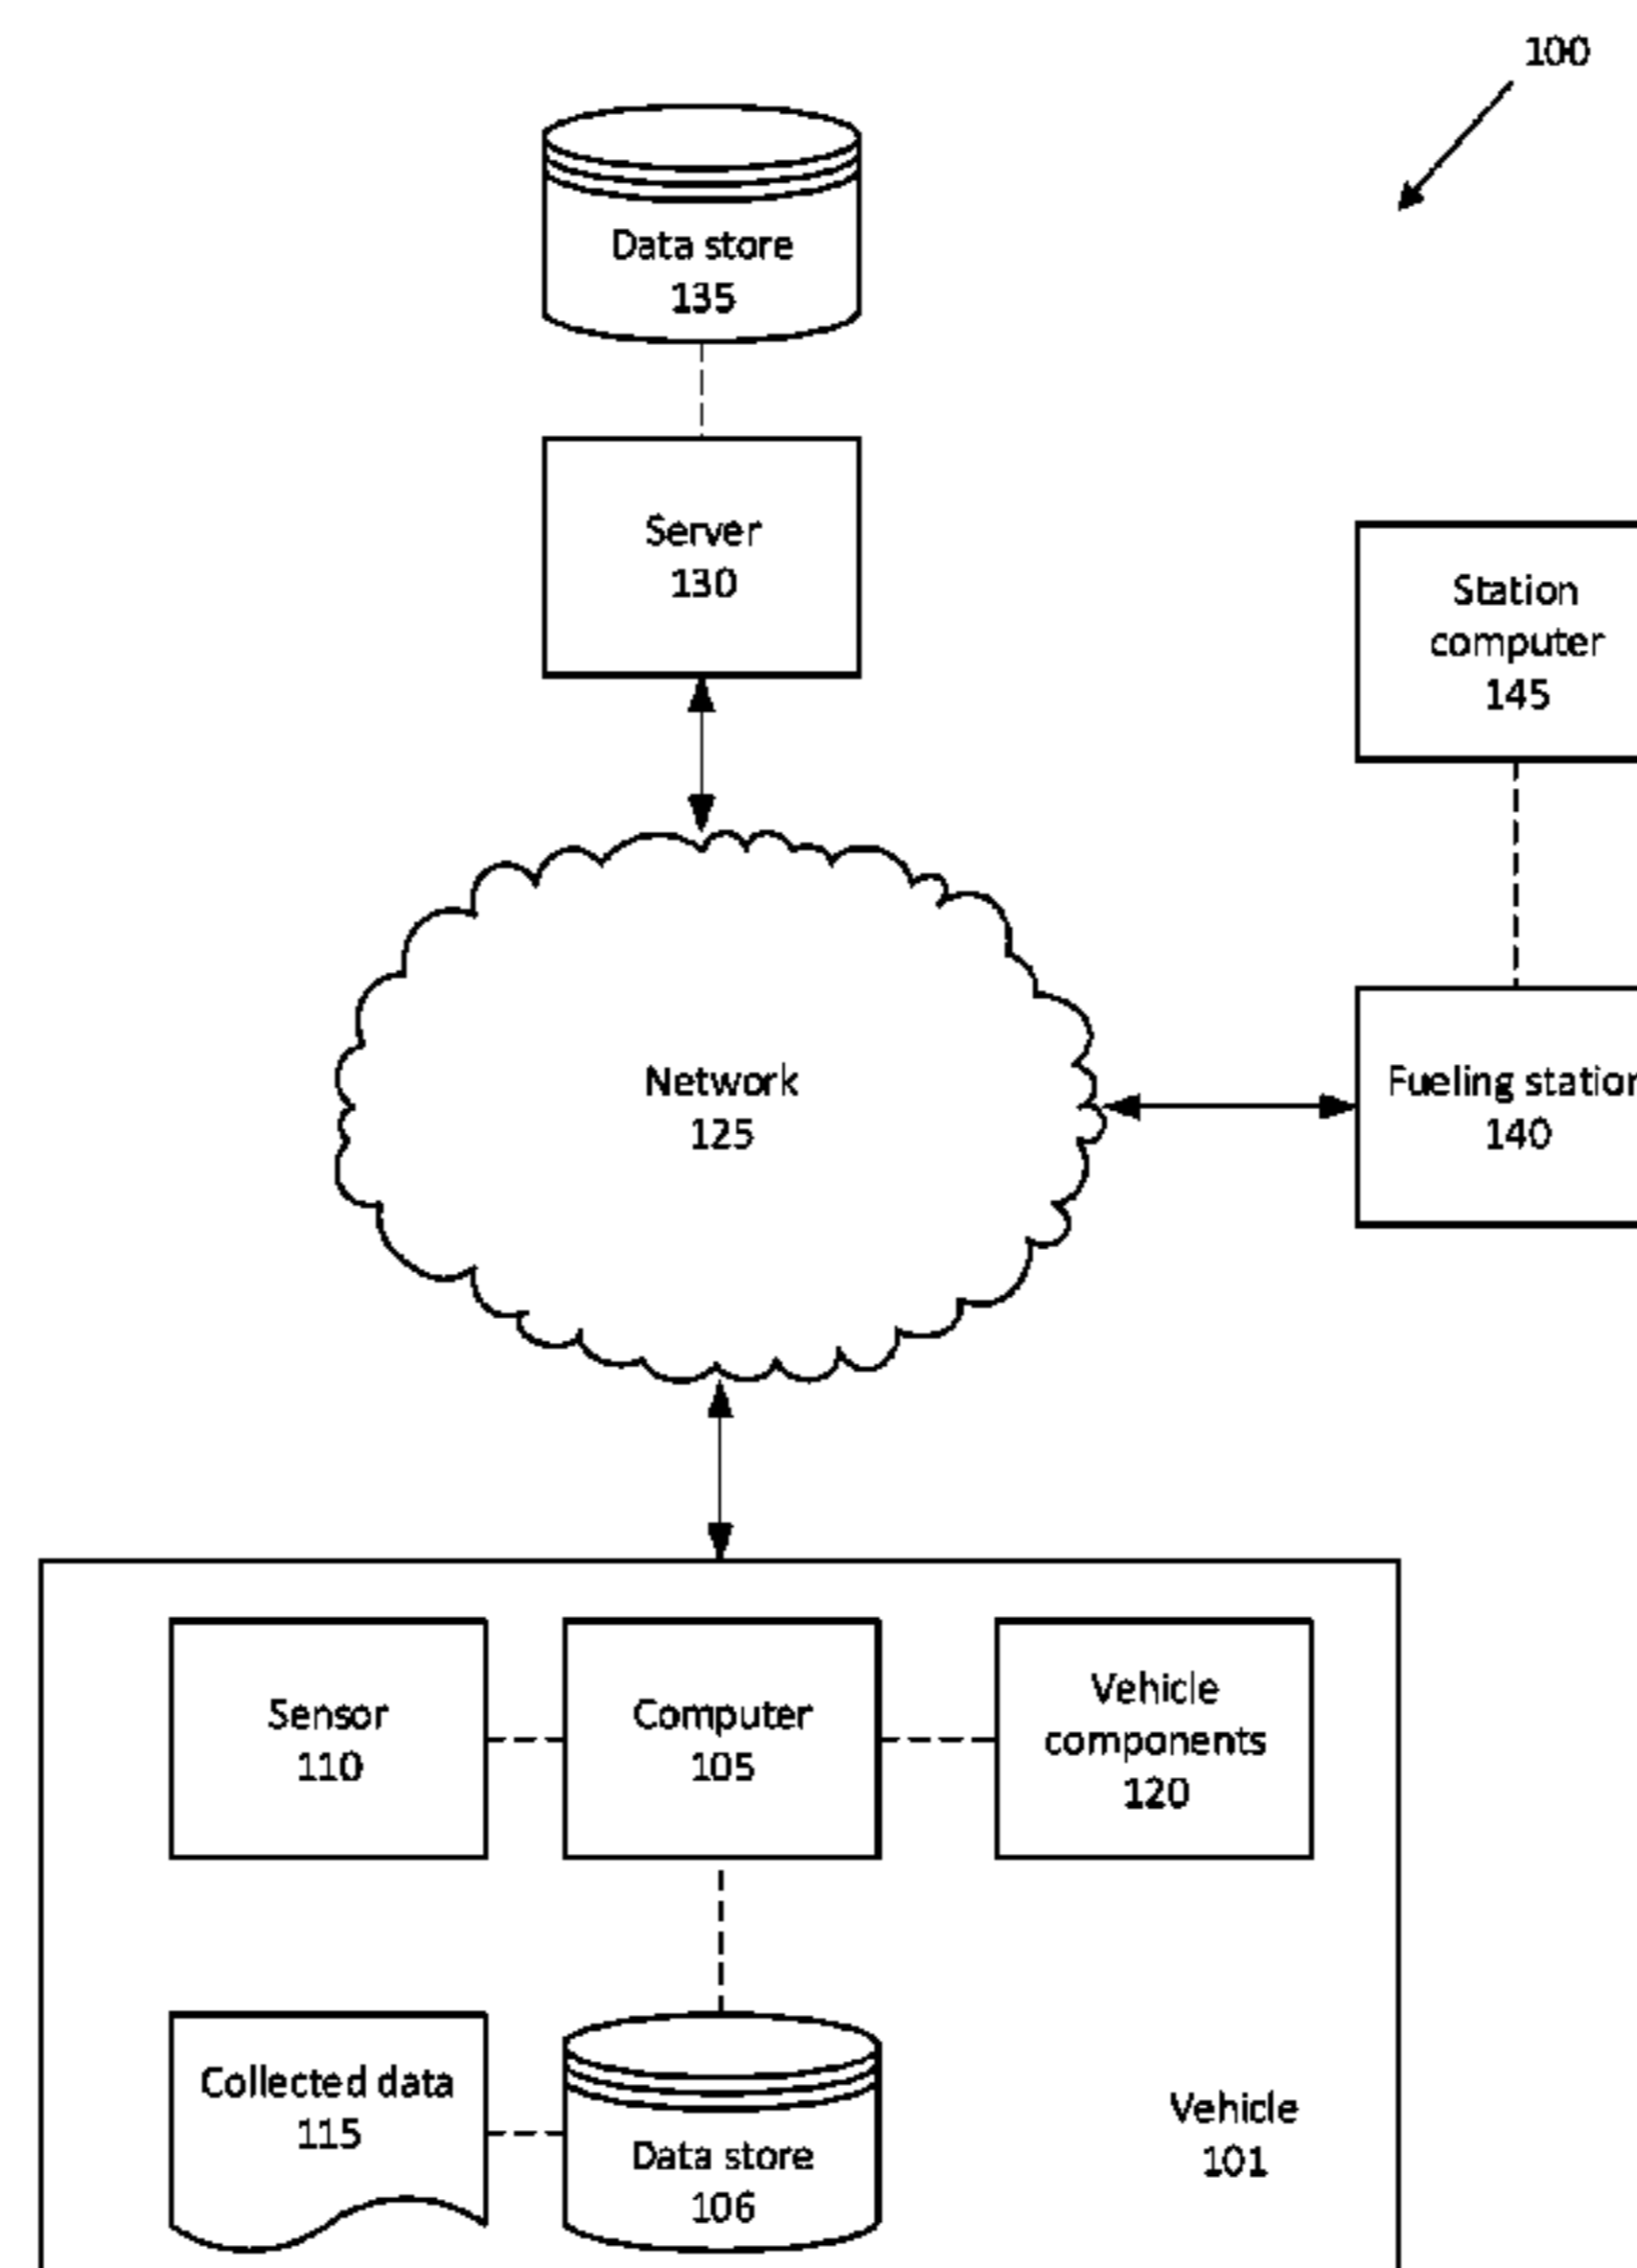 100
Data store
135
Server
130
Station
computer
145
Network
125
Fueling station
140
Sensor
110
Computer
105
Vehicle
components
120
Collected data
115
Data store
106
Vehicle
101